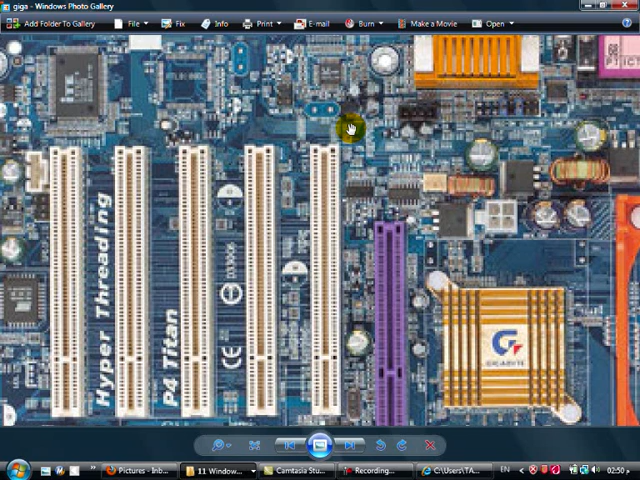 giga - Windows Photo Gallery
Add Folder To Gallery
File
Fix
Info
Print
E-mail
Burn
Make a Movie
Open
Hyper Threading
P4 Titan
CE
GIGABYTE
Pictures - Inb...
11 Window...
Camtasia Stu...
Recording...
C:\Users\TA...
EN
02:50 م